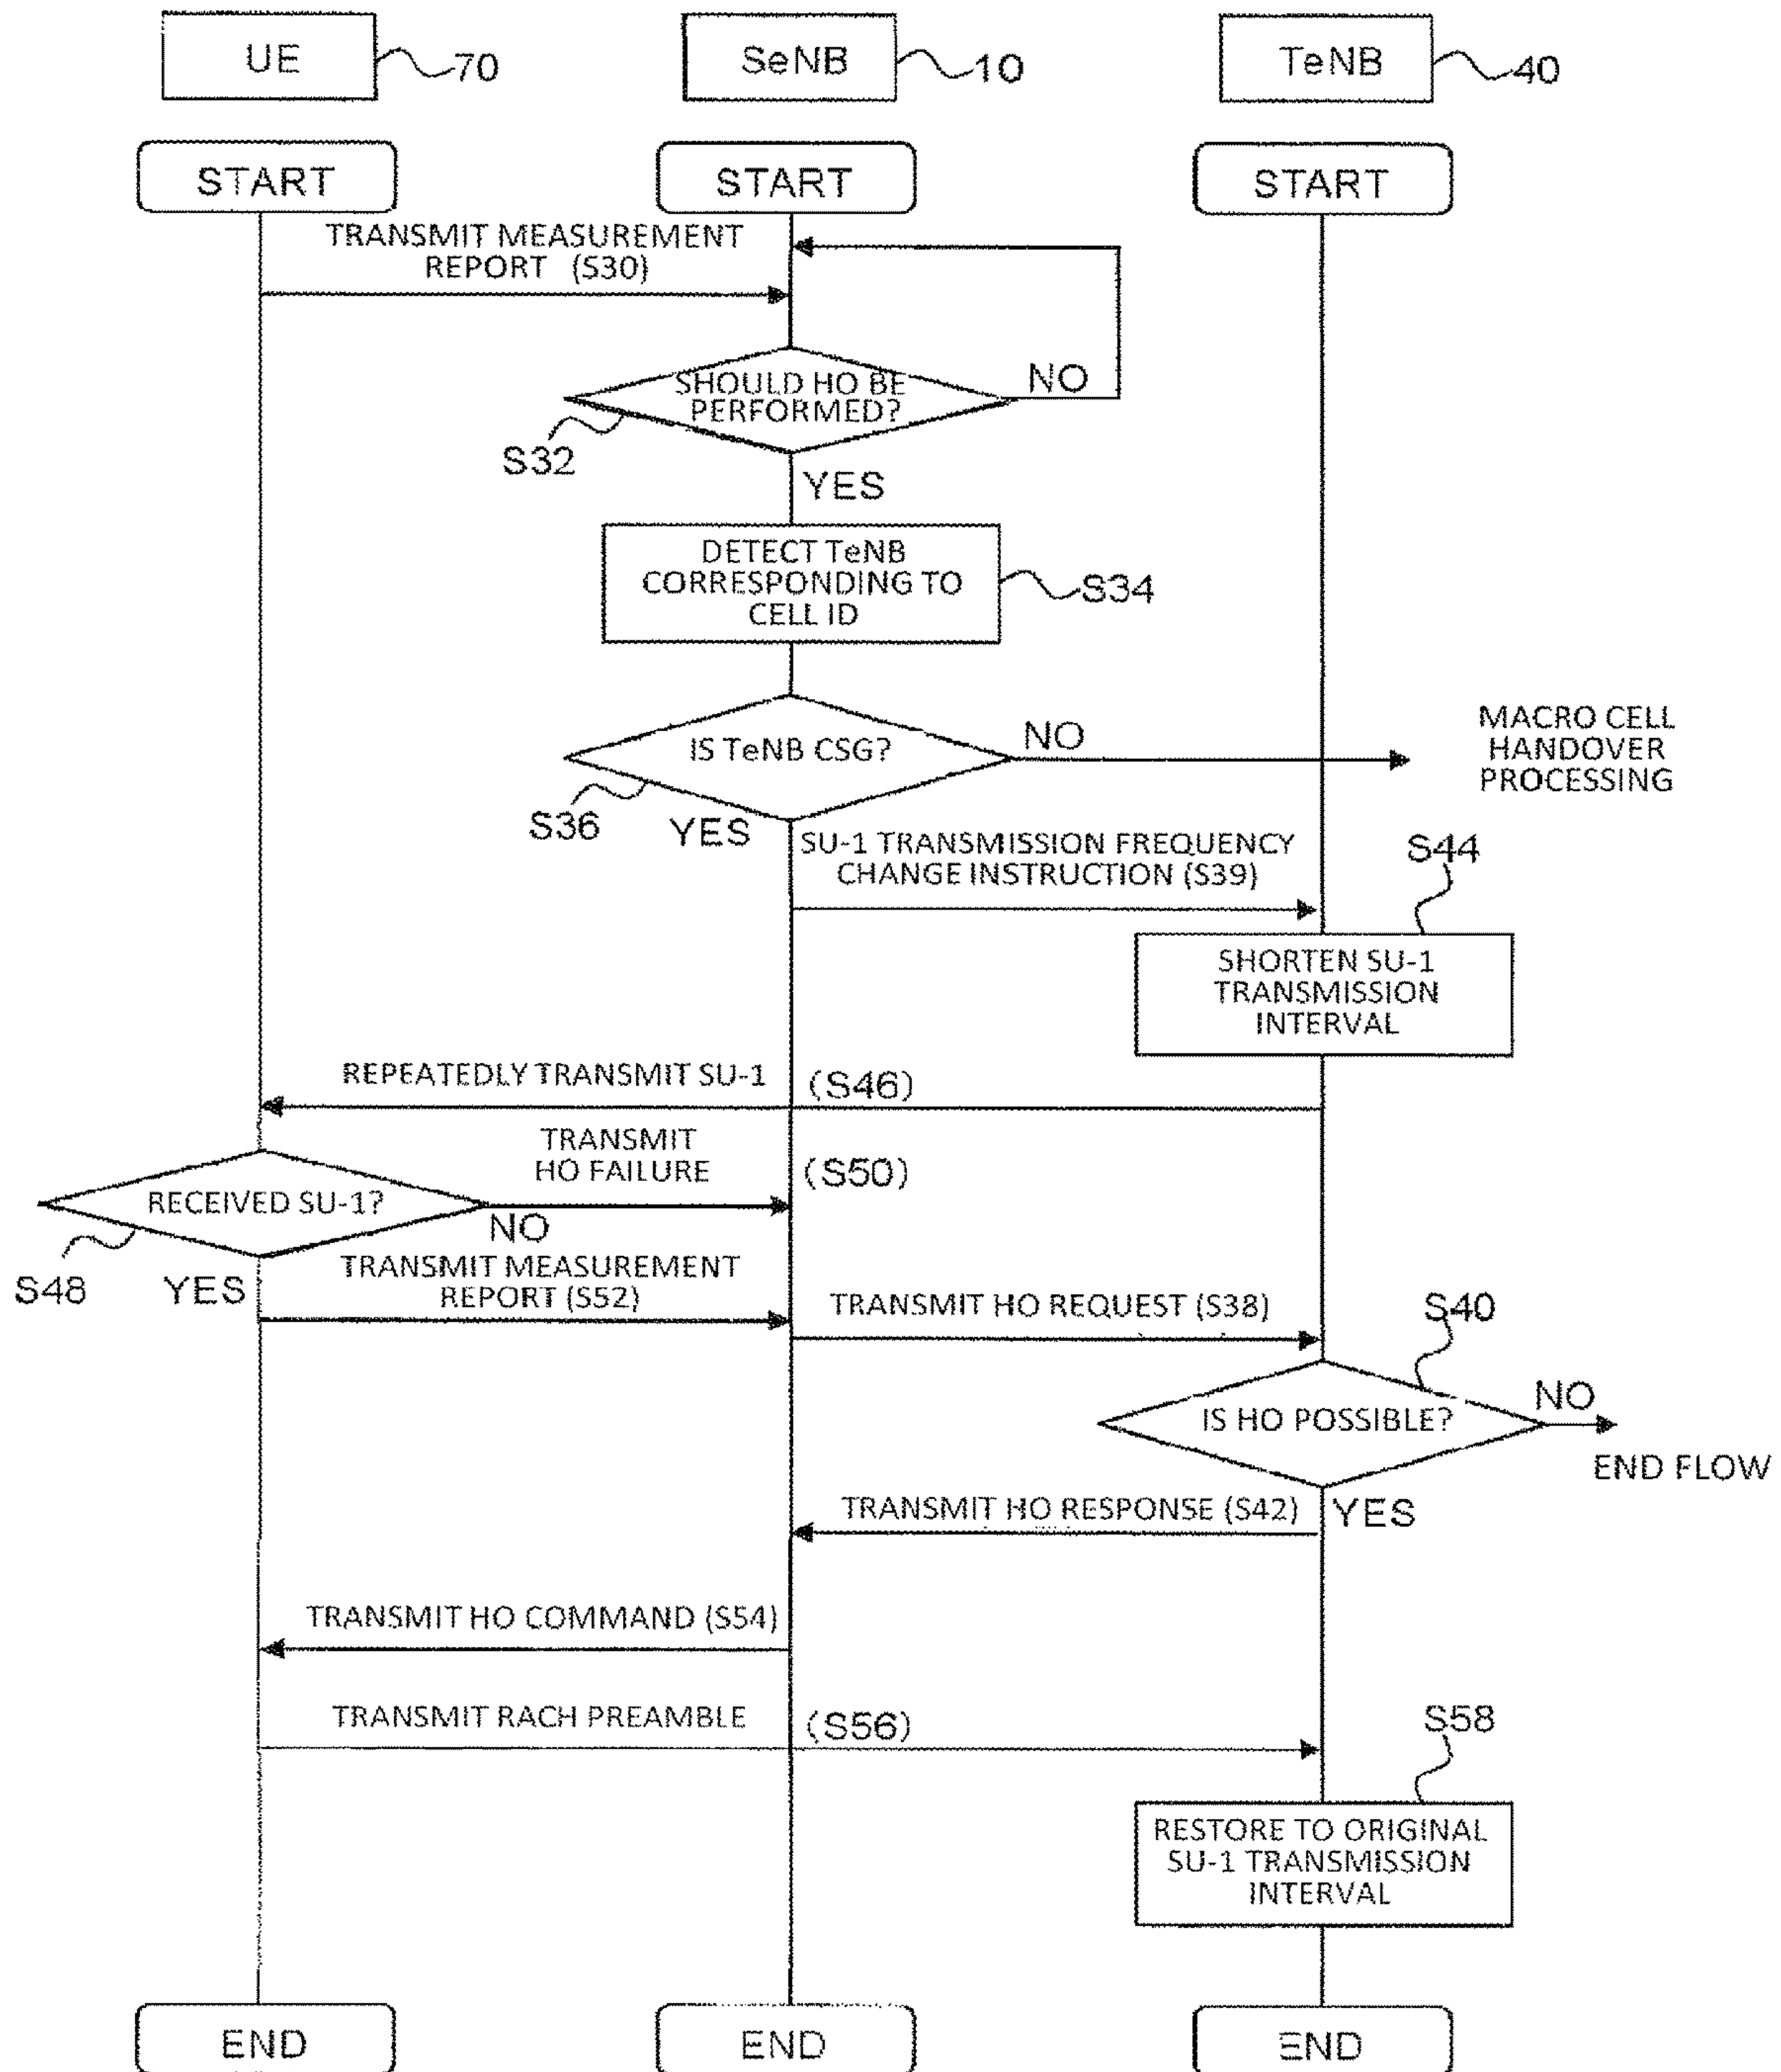 UE
70
SeNB
10
TeNB
40
START
START
START
TRANSMIT MEASUREMENT
REPORT (S30)
SHOULD HO BE
PERFORMED?
NO
S32
YES
DETECT TeNB
CORRESPONDING TO
CELL ID
S34
IS TeNB CSG?
NO
MACRO CELL
HANDOVER
PROCESSING
S36
YES
SU-1 TRANSMISSION FREQUENCY
CHANGE INSTRUCTION (S39)
S44
SHORTEN SU-1
TRANSMISSION
INTERVAL
REPEATEDLY TRANSMIT SU-1
(S46)
TRANSMIT
HO FAILURE
(S50)
RECEIVED SU-1?
NO
S48
YES
TRANSMIT MEASUREMENT
REPORT (S52)
TRANSMIT HO REQUEST (S38)
S40
IS HO POSSIBLE?
NO
END FLOW
TRANSMIT HO RESPONSE (S42)
YES
TRANSMIT HO COMMAND (S54)
TRANSMIT RACH PREAMBLE
(S56)
S58
RESTORE TO ORIGINAL
SU-1 TRANSMISSION
INTERVAL
END
END
END